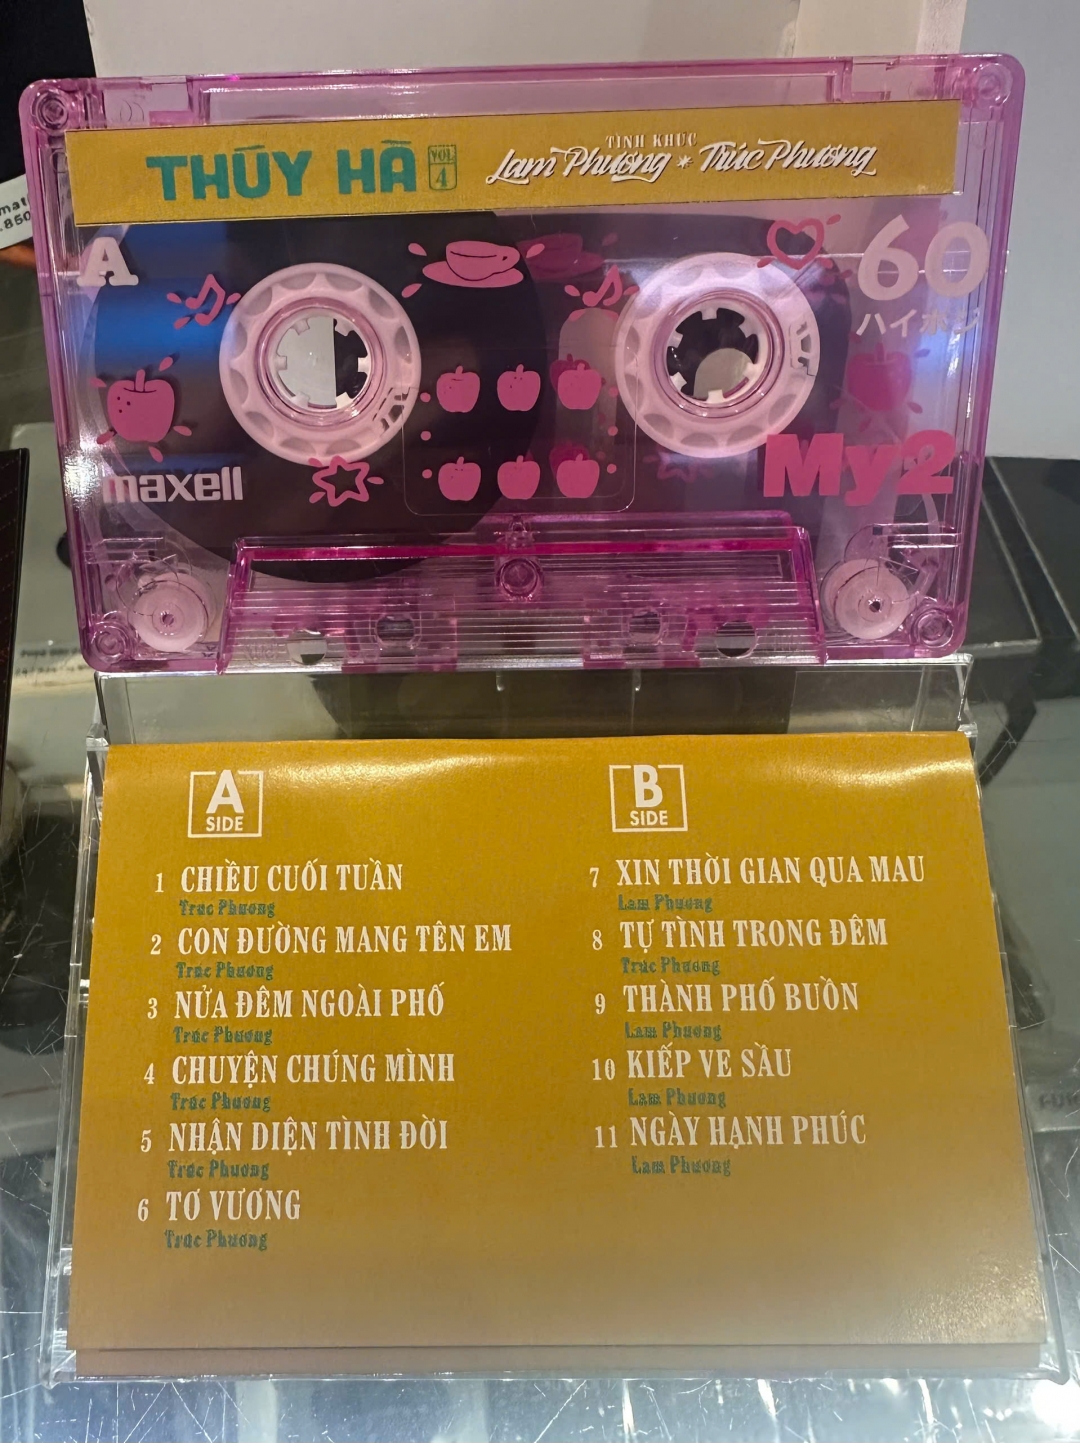 THÚY HÀ
VOL 4
TÌNH KHÚC
Lam Phương * Trúc Phương
A
60
ハイポジ
maxell
My2
A
SIDE
1 CHIỀU CUỐI TUẦN
Trúc Phương
2 CON ĐƯỜNG MANG TÊN EM
Trúc Phương
3 NỬA ĐÊM NGOÀI PHỐ
Trúc Phương
4 CHUYỆN CHÚNG MÌNH
Trúc Phương
5 NHẬN DIỆN TÌNH ĐỜI
Trúc Phương
6 TƠ VƯƠNG
Trúc Phương
B
SIDE
7 XIN THỜI GIAN QUA MAU
Lam Phương
8 TỰ TÌNH TRONG ĐÊM
Trúc Phương
9 THÀNH PHỐ BUỒN
Lam Phương
10 KIẾP VE SẦU
Lam Phương
11 NGÀY HẠNH PHÚC
Lam Phương